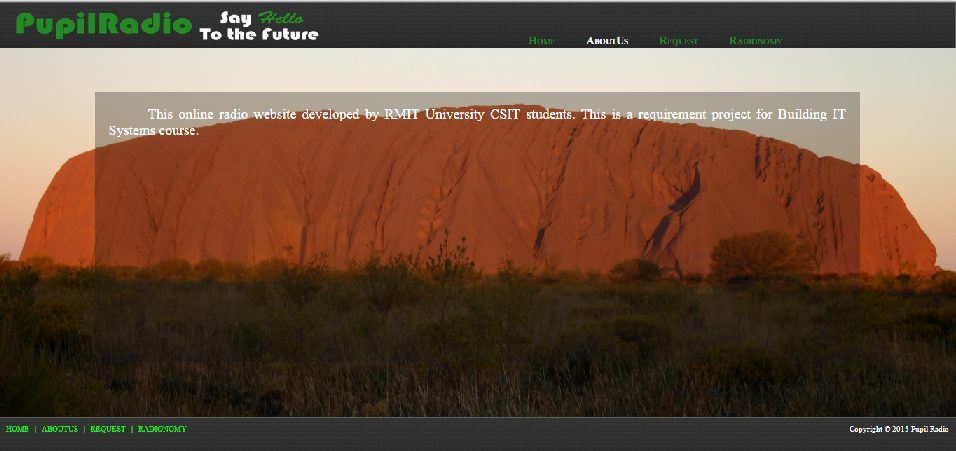 PupilRadio Say Hello
To the Future
Home AboutUs Request Radionomy
This online radio website developed by RMIT University CSIT students. This is a requirement project for Building IT
Systems course.
HOME | ABOUTUS | REQUEST | RADIONOMY
Copyright © 2015 Pupil Radio